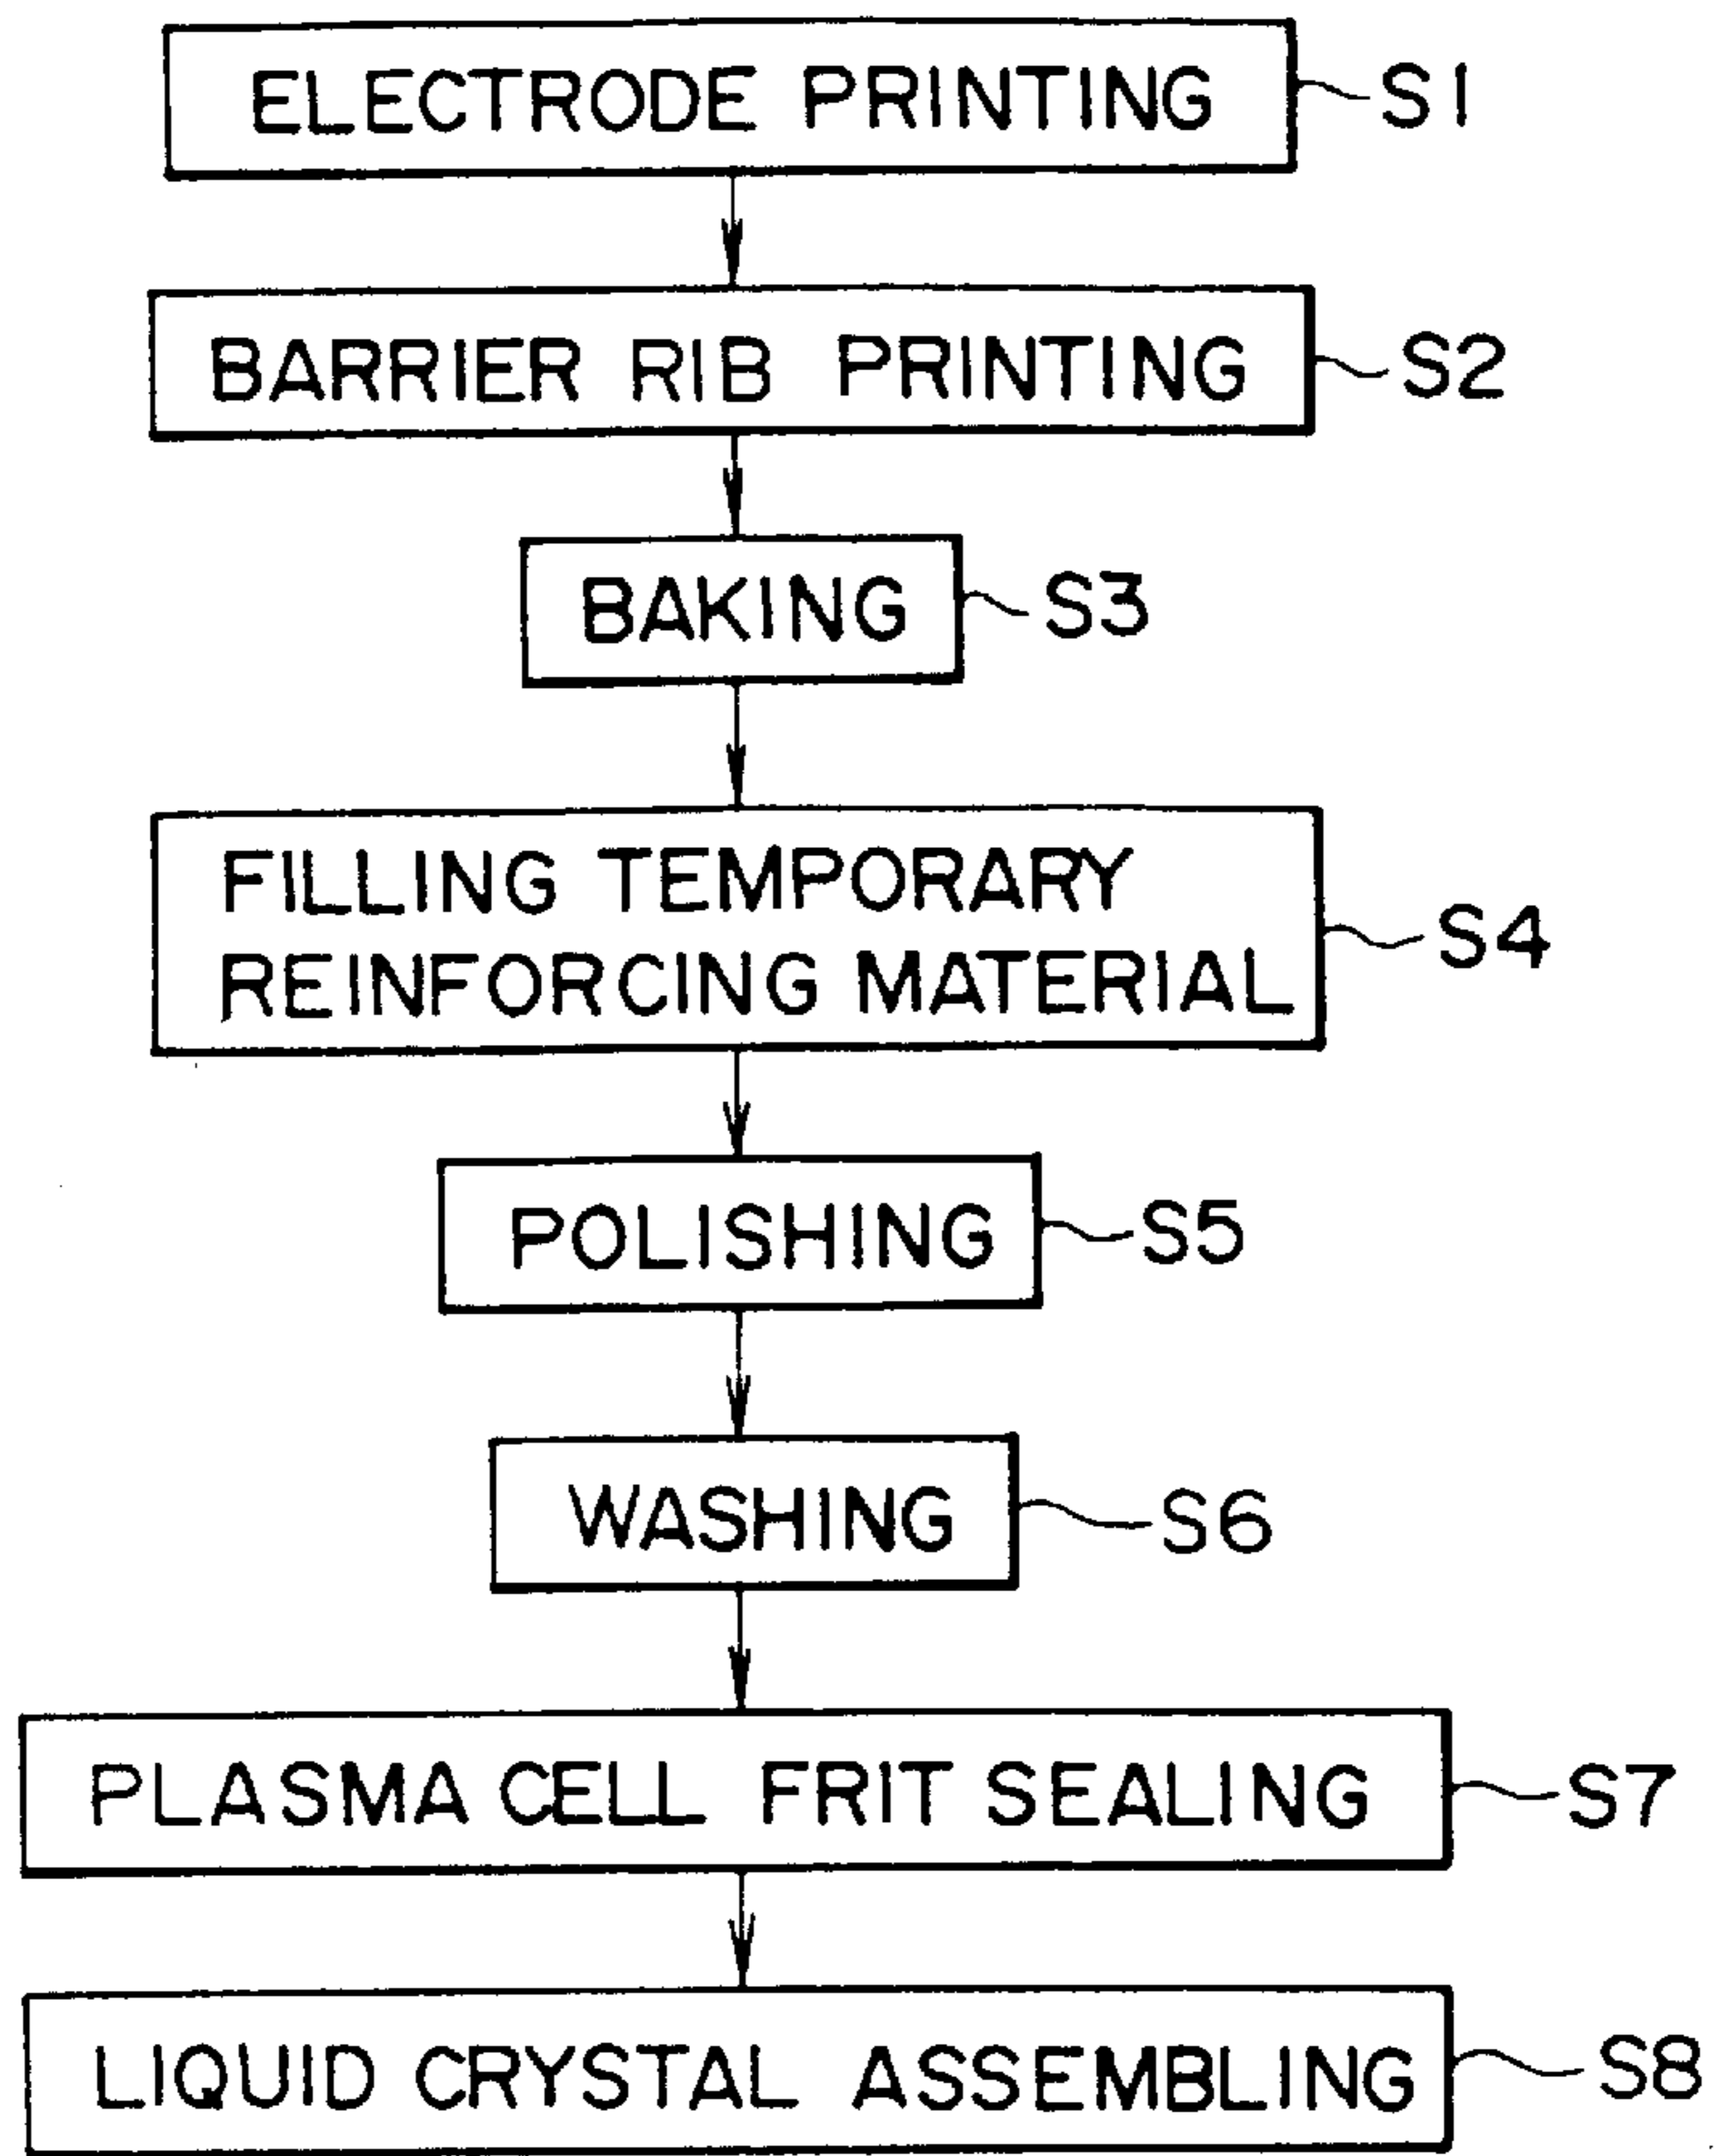 ELECTRODE PRINTING S1
BARRIER RIB PRINTING S2
BAKING S3
FILLING TEMPORARY
REINFORCING MATERIAL S4
POLISHING S5
WASHING S6
PLASMA CELL FRIT SEALING S7
LIQUID CRYSTAL ASSEMBLING S8